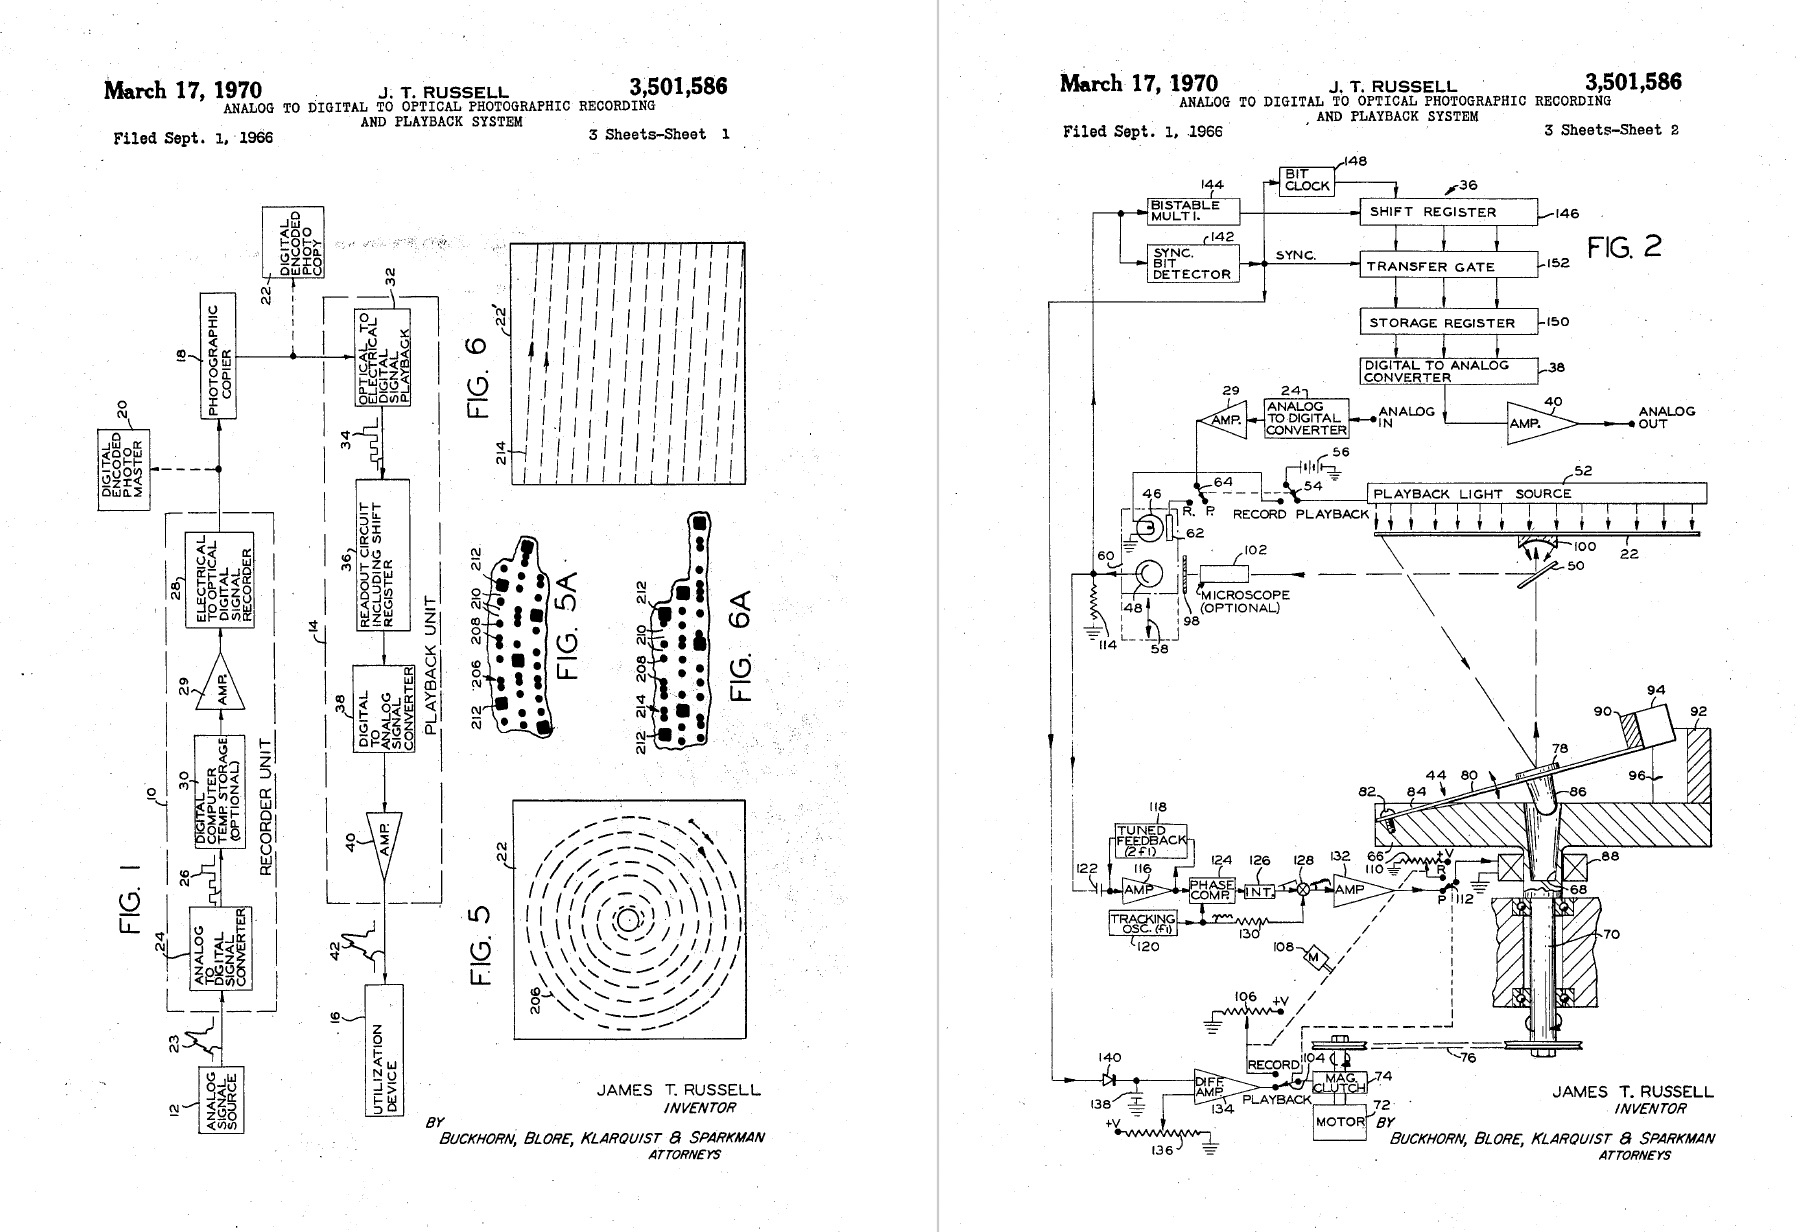 March 17, 1970
J. T. RUSSELL
3,501,586
ANALOG TO DIGITAL TO OPTICAL PHOTOGRAPHIC RECORDING
AND PLAYBACK SYSTEM
Filed Sept. 1, 1966
3 Sheets-Sheet 1
FIG. 1
12
ANALOG
SIGNAL
SOURCE
23
10
24
ANALOG
TO
DIGITAL
SIGNAL
CONVERTER
26
30
DIGITAL
COMPUTER
TEMP. STORAGE
(OPTIONAL)
29
AMP.
28
ELECTRICAL
TO OPTICAL
DIGITAL
SIGNAL
RECORDER
RECORDER UNIT
DIGITAL
ENCODED
PHOTO
MASTER
20
18
PHOTOGRAPHIC
COPIER
22
DIGITAL
ENCODED
PHOTO
COPY
32
OPTICAL TO
ELECTRICAL
DIGITAL
SIGNAL
PLAYBACK
34
36
READOUT CIRCUIT
INCLUDING SHIFT
REGISTER
14
38
DIGITAL
TO
ANALOG
SIGNAL
CONVERTER
PLAYBACK UNIT
40
AMP.
42
16
UTILIZATION
DEVICE
FIG. 6
22'
214
212
210
208
206
212
FIG. 5A
212
210
208
214
212
FIG. 6A
FIG. 5
22
206
JAMES T. RUSSELL
INVENTOR
BY
BUCKHORN, BLORE, KLARQUIST & SPARKMAN
ATTORNEYS
March 17, 1970
J. T. RUSSELL
3,501,586
ANALOG TO DIGITAL TO OPTICAL PHOTOGRAPHIC RECORDING
AND PLAYBACK SYSTEM
Filed Sept. 1, 1966
3 Sheets-Sheet 2
148
BIT
CLOCK
36
144
BISTABLE
MULTI.
SHIFT REGISTER
146
FIG. 2
142
SYNC.
BIT
DETECTOR
SYNC.
TRANSFER GATE
152
STORAGE REGISTER
150
DIGITAL TO ANALOG
CONVERTER
38
29
AMP.
24
ANALOG
TO DIGITAL
CONVERTER
ANALOG
IN
40
AMP.
ANALOG
OUT
56
64
54
52
PLAYBACK LIGHT SOURCE
46
R. P.
RECORD PLAYBACK
62
22
100
60
102
50
48
MICROSCOPE
(OPTIONAL)
98
114
58
94
90
92
78
44
80
96
82
84
86
118
TUNED
FEEDBACK
(2 f1)
66
+V
88
110
R
122
116
AMP
124
PHASE
COMP.
126
INT.
128
132
AMP
P
112
68
TRACKING
OSC. (f1)
120
130
70
108
M
106
+V
76
140
RECORD
104
DIFF.
AMP.
134
MAG.
CLUTCH
74
138
PLAYBACK
MOTOR
72
+V
136
JAMES T. RUSSELL
INVENTOR
BY
BUCKHORN, BLORE, KLARQUIST & SPARKMAN
ATTORNEYS